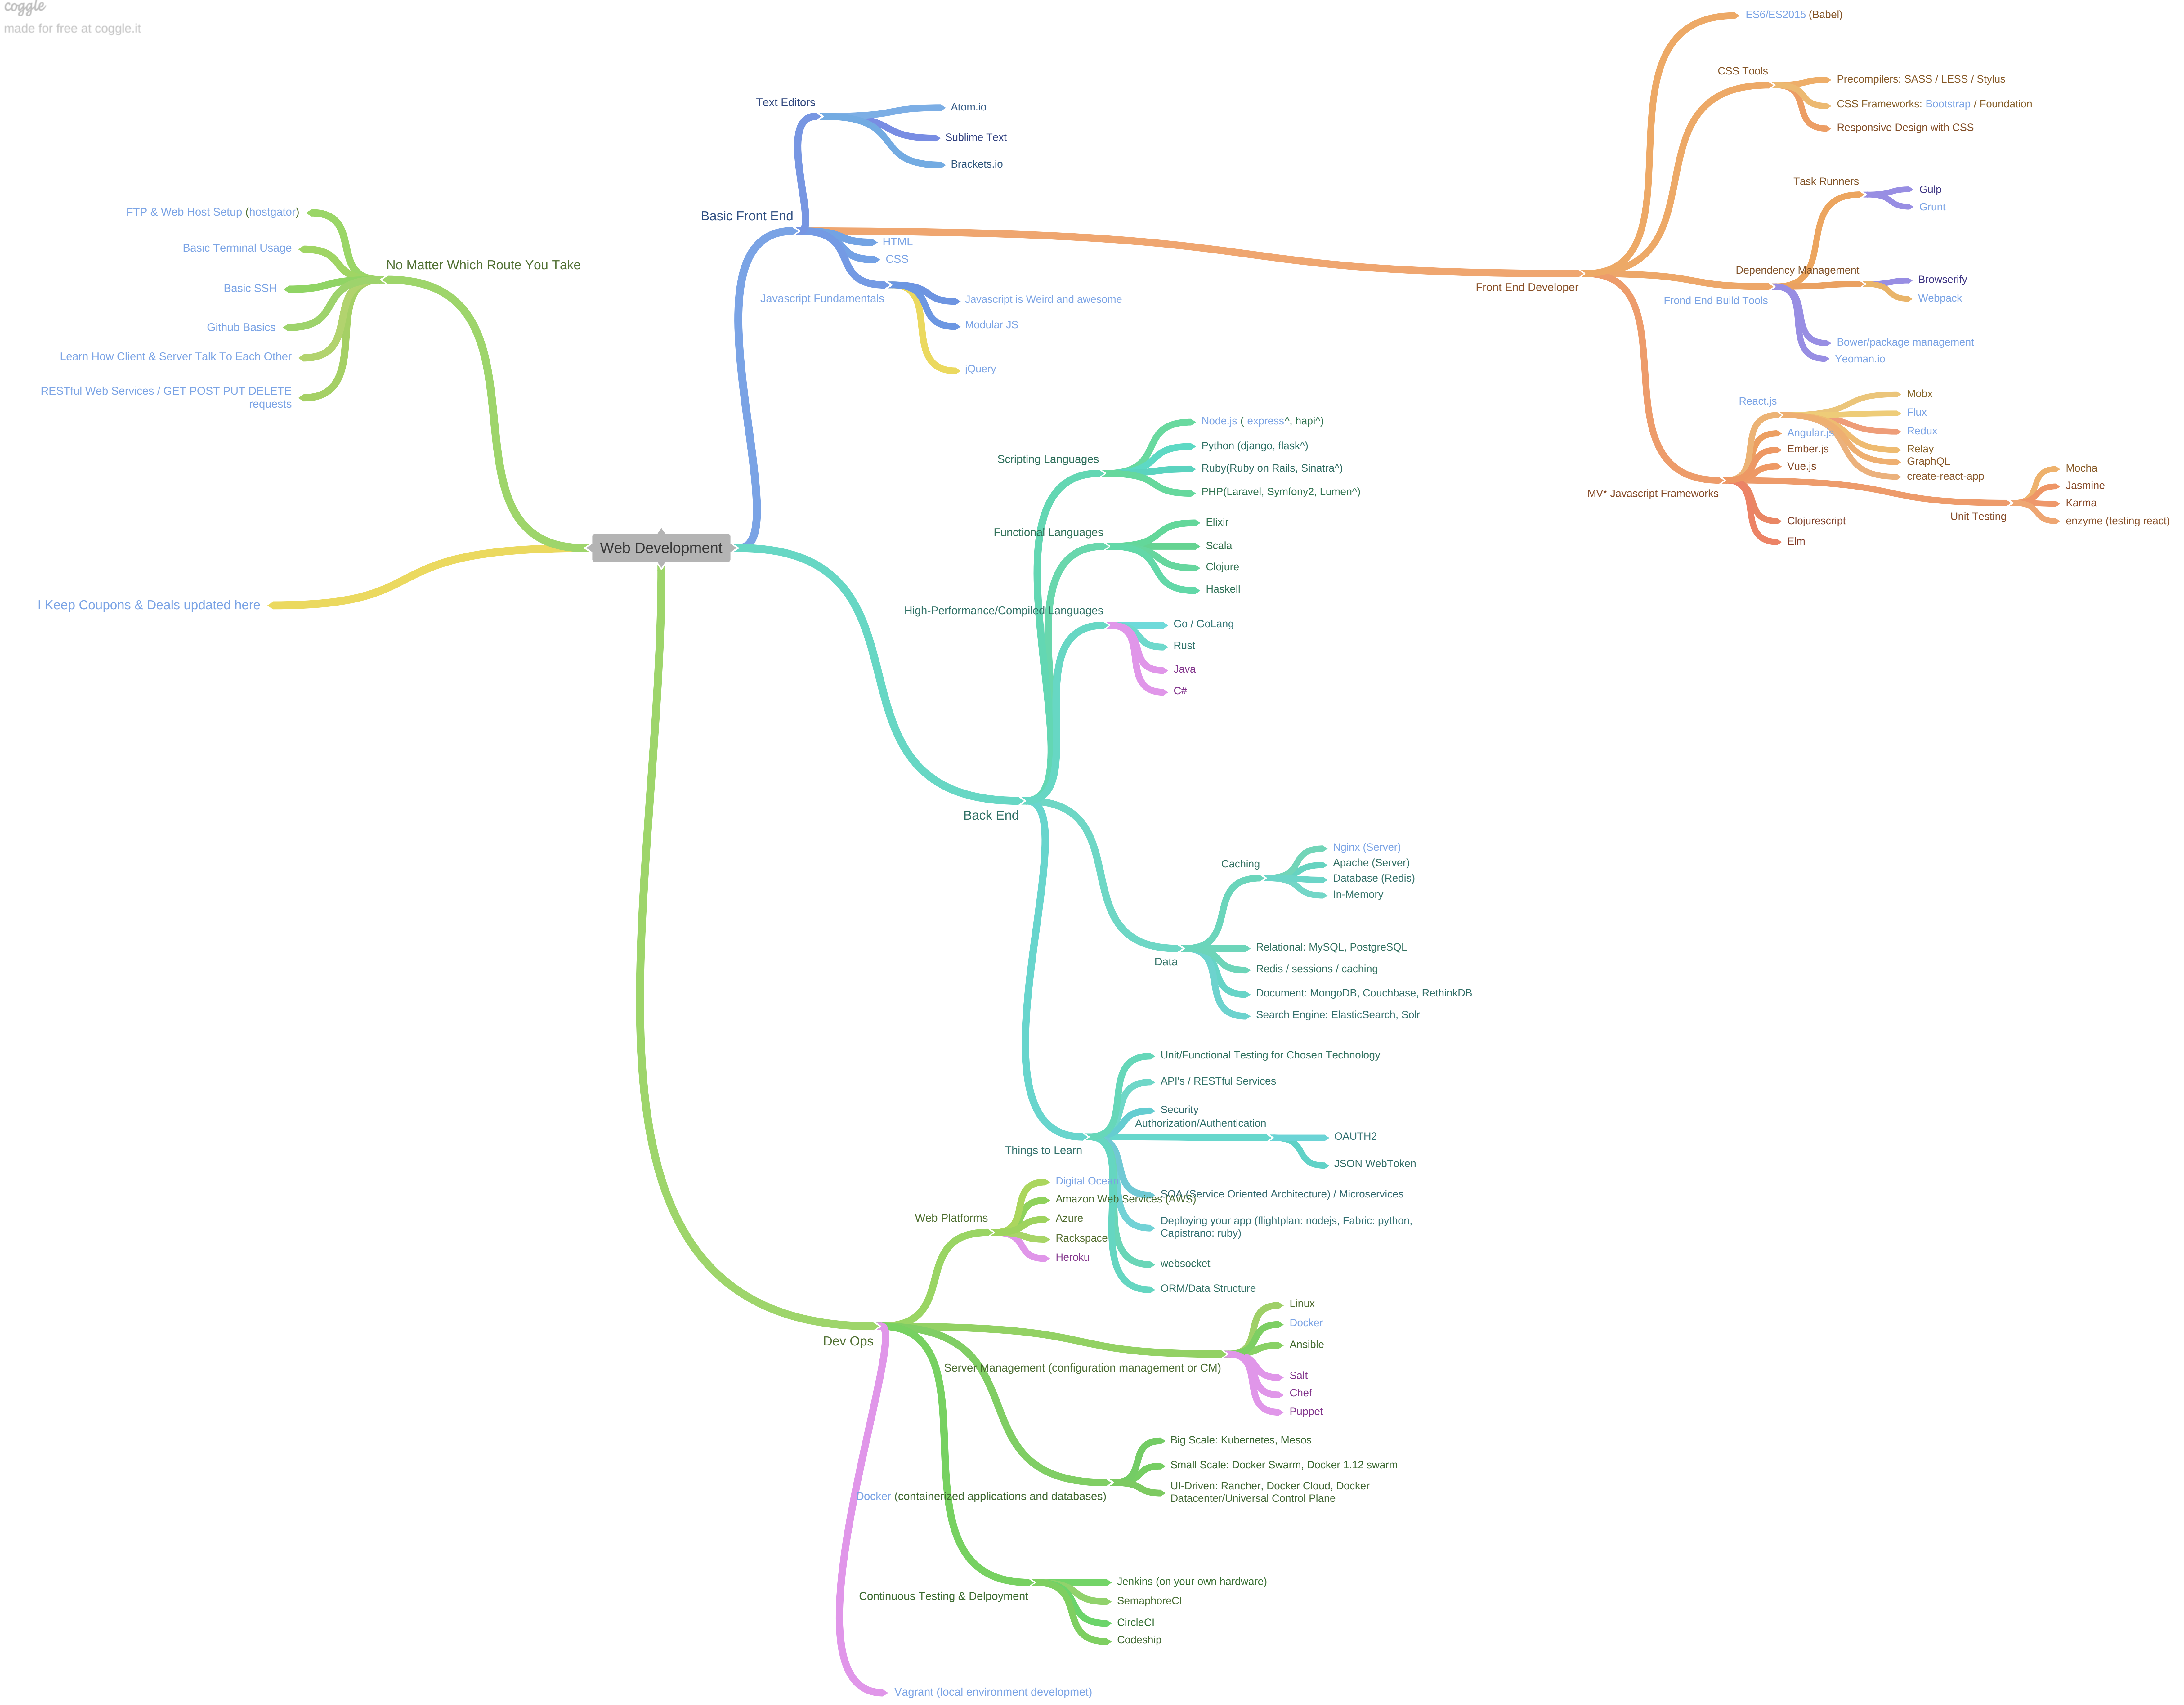 coggle
made for free at coggle.it
Web Development
No Matter Which Route You Take
FTP & Web Host Setup (hostgator)
Basic Terminal Usage
Basic SSH
Github Basics
Learn How Client & Server Talk To Each Other
RESTful Web Services / GET POST PUT DELETE
requests
I Keep Coupons & Deals updated here
Basic Front End
Text Editors
Atom.io
Sublime Text
Brackets.io
HTML
CSS
Javascript Fundamentals
Javascript is Weird and awesome
Modular JS
jQuery
Front End Developer
ES6/ES2015 (Babel)
CSS Tools
Precompilers: SASS / LESS / Stylus
CSS Frameworks: Bootstrap / Foundation
Responsive Design with CSS
Frond End Build Tools
Task Runners
Gulp
Grunt
Dependency Management
Browserify
Webpack
Bower/package management
Yeoman.io
MV* Javascript Frameworks
React.js
Mobx
Flux
Redux
Relay
GraphQL
create-react-app
Angular.js
Ember.js
Vue.js
Unit Testing
Mocha
Jasmine
Karma
enzyme (testing react)
Clojurescript
Elm
Back End
Scripting Languages
Node.js ( express^, hapi^)
Python (django, flask^)
Ruby(Ruby on Rails, Sinatra^)
PHP(Laravel, Symfony2, Lumen^)
Functional Languages
Elixir
Scala
Clojure
Haskell
High-Performance/Compiled Languages
Go / GoLang
Rust
Java
C#
Data
Caching
Nginx (Server)
Apache (Server)
Database (Redis)
In-Memory
Relational: MySQL, PostgreSQL
Redis / sessions / caching
Document: MongoDB, Couchbase, RethinkDB
Search Engine: ElasticSearch, Solr
Things to Learn
Unit/Functional Testing for Chosen Technology
API's / RESTful Services
Security
Authorization/Authentication
OAUTH2
JSON WebToken
SOA (Service Oriented Architecture) / Microservices
Deploying your app (flightplan: nodejs, Fabric: python,
Capistrano: ruby)
websocket
ORM/Data Structure
Dev Ops
Web Platforms
Digital Ocean
Amazon Web Services (AWS)
Azure
Rackspace
Heroku
Server Management (configuration management or CM)
Linux
Docker
Ansible
Salt
Chef
Puppet
Docker (containerized applications and databases)
Big Scale: Kubernetes, Mesos
Small Scale: Docker Swarm, Docker 1.12 swarm
UI-Driven: Rancher, Docker Cloud, Docker
Datacenter/Universal Control Plane
Continuous Testing & Delpoyment
Jenkins (on your own hardware)
SemaphoreCI
CircleCI
Codeship
Vagrant (local environment developmet)